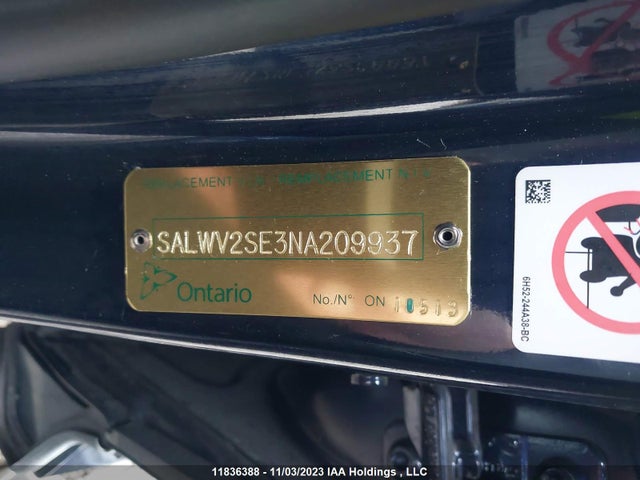 REPLACEMENT V.I.N. REMPLACEMENT N.I.V.
SALWV2SE3NA209937
Ontario
No./N° ON 10513
6H52-244A38-BC
11836388 - 11/03/2023 IAA Holdings , LLC